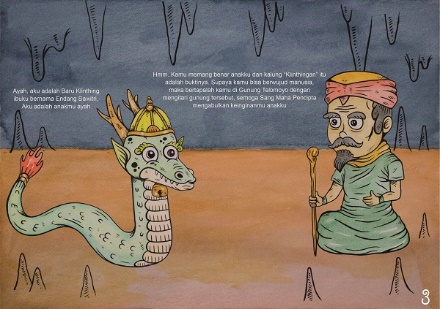 Ayah, aku adalah Baru Klinthing
ibuku bernama Endang Sawitri
Aku adalah anakmu ayah
Hmm, Kamu memang benar anakku dan kalung "Klinthingan" itu
adalah buktinya. Supaya kamu bisa berwujud manusia,
maka bertapalah kamu di Gunung Telomoyo dengan
mengitari gunung tersebut, semoga Sang Maha Pencipta
mengabulkan keinginanmu anakku
3